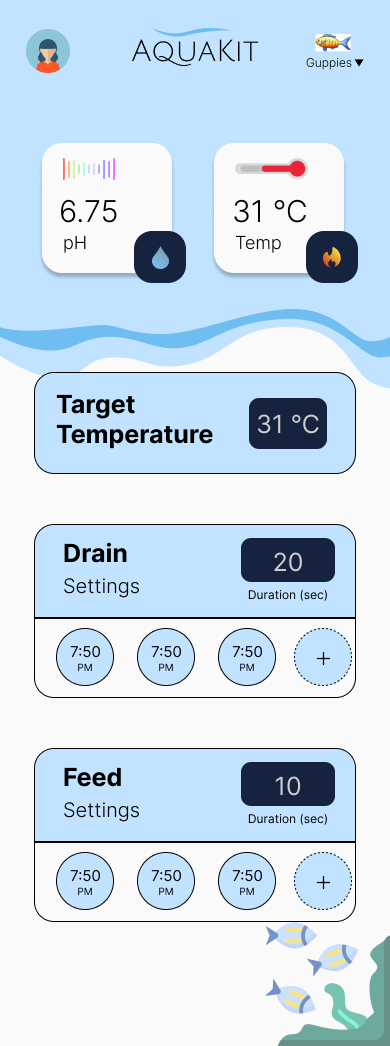 AQUAKIT
Guppies ▼
6.75
pH
31 °C
Temp
Target
Temperature
31 °C
Drain
Settings
20
Duration (sec)
7:50
PM
7:50
PM
7:50
PM
+
Feed
Settings
10
Duration (sec)
7:50
PM
7:50
PM
7:50
PM
+